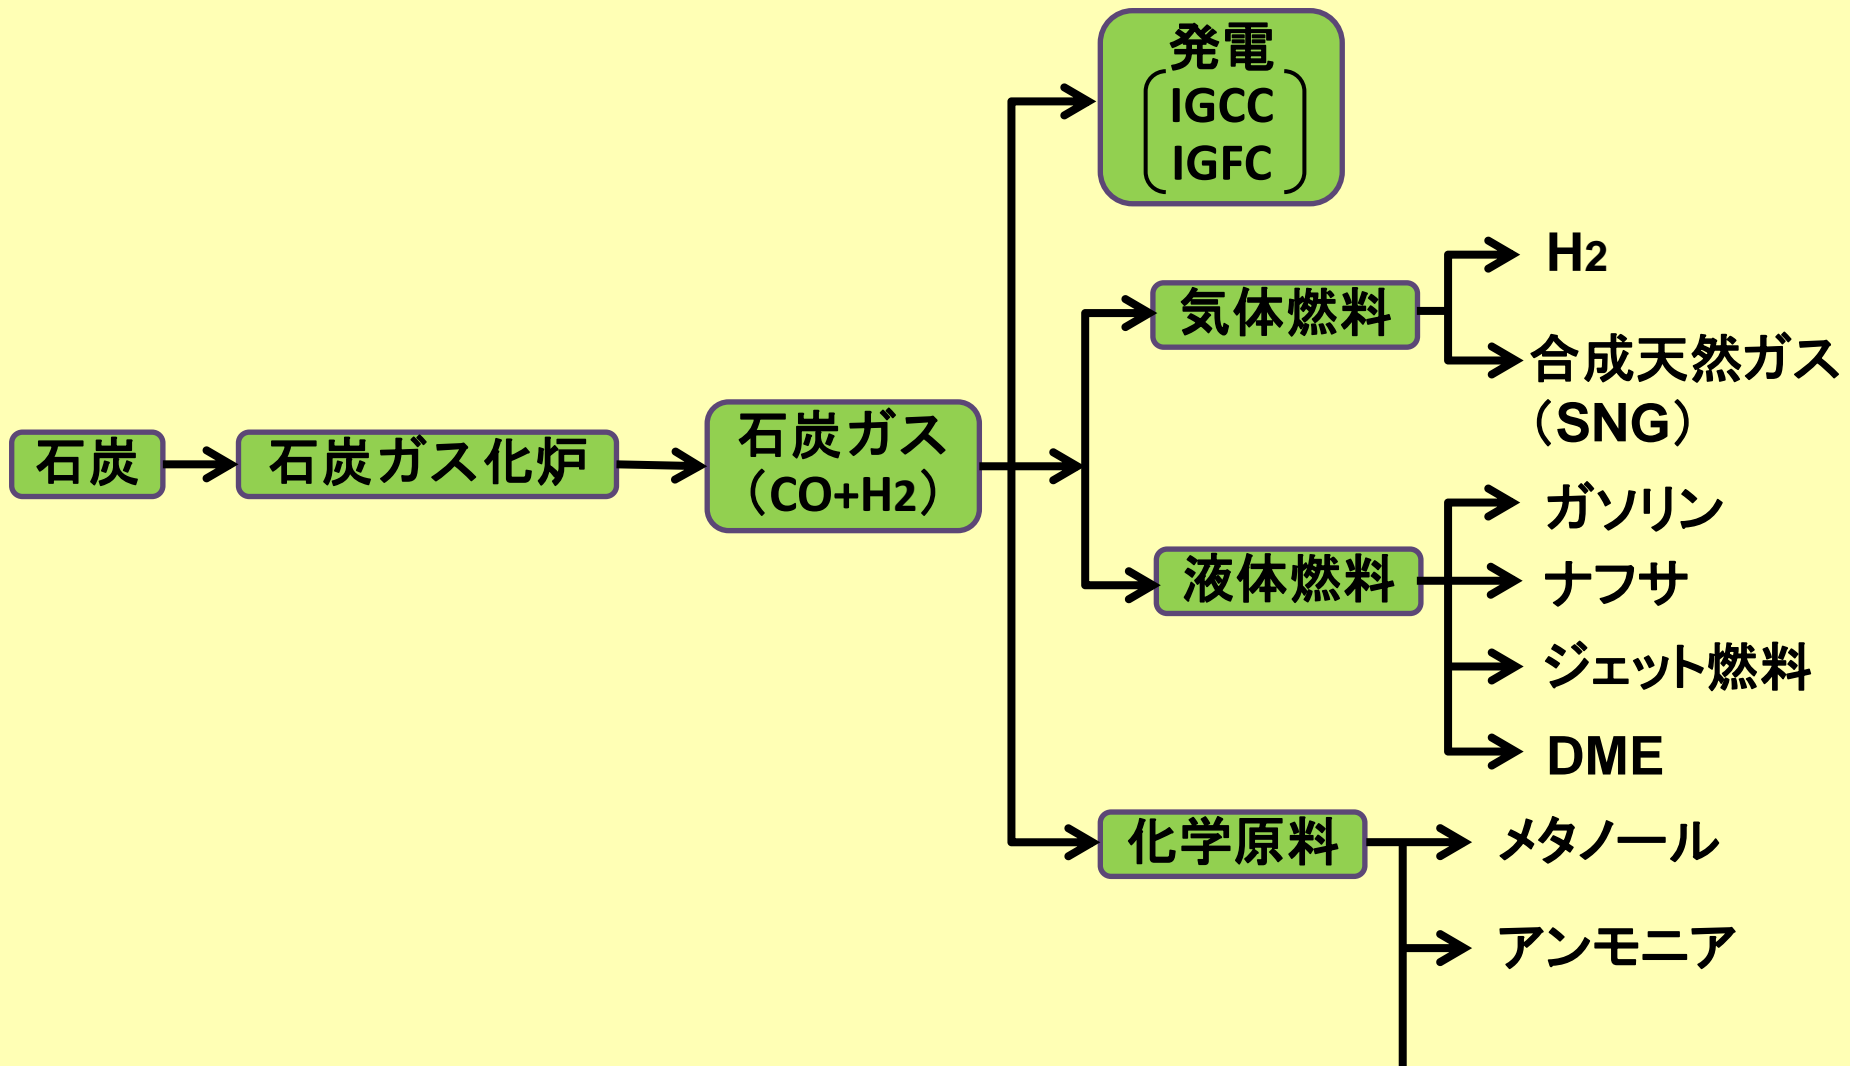 発電
IGCC
IGFC
H2
気体燃料
合成天然ガス
（SNG）
石炭
石炭ガス化炉
石炭ガス
（CO+H2）
ガソリン
液体燃料
ナフサ
ジェット燃料
DME
化学原料
メタノール
アンモニア